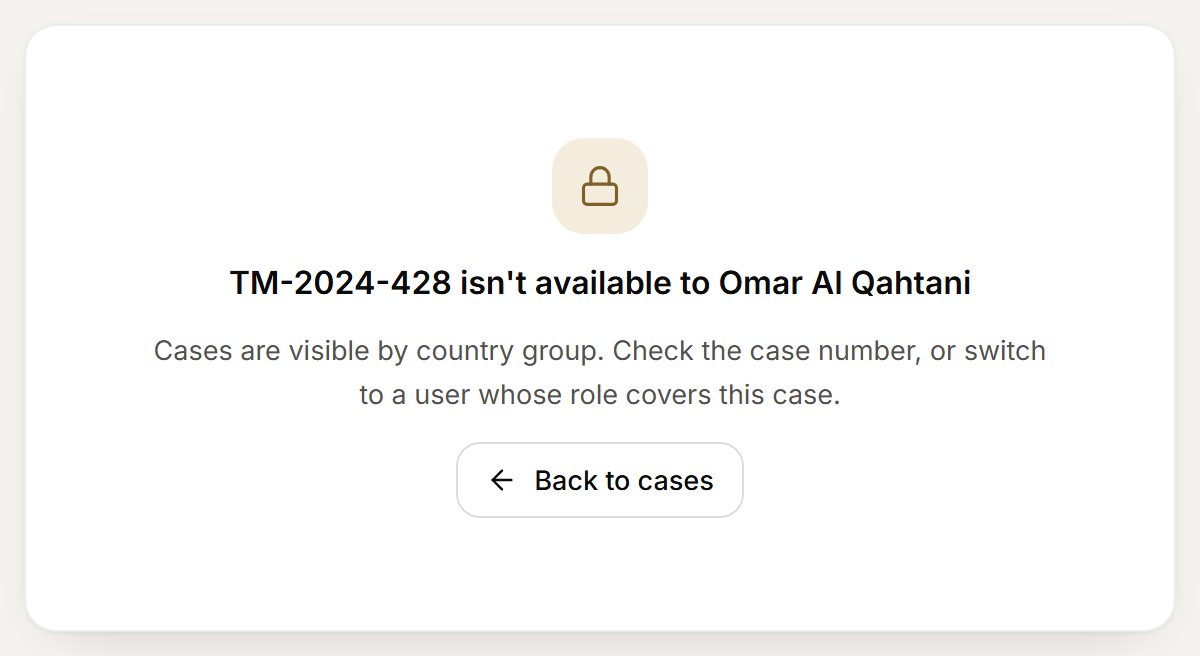 TM-2024-428 isn't available to Omar Al Qahtani
Cases are visible by country group. Check the case number, or switch
to a user whose role covers this case.
Back to cases